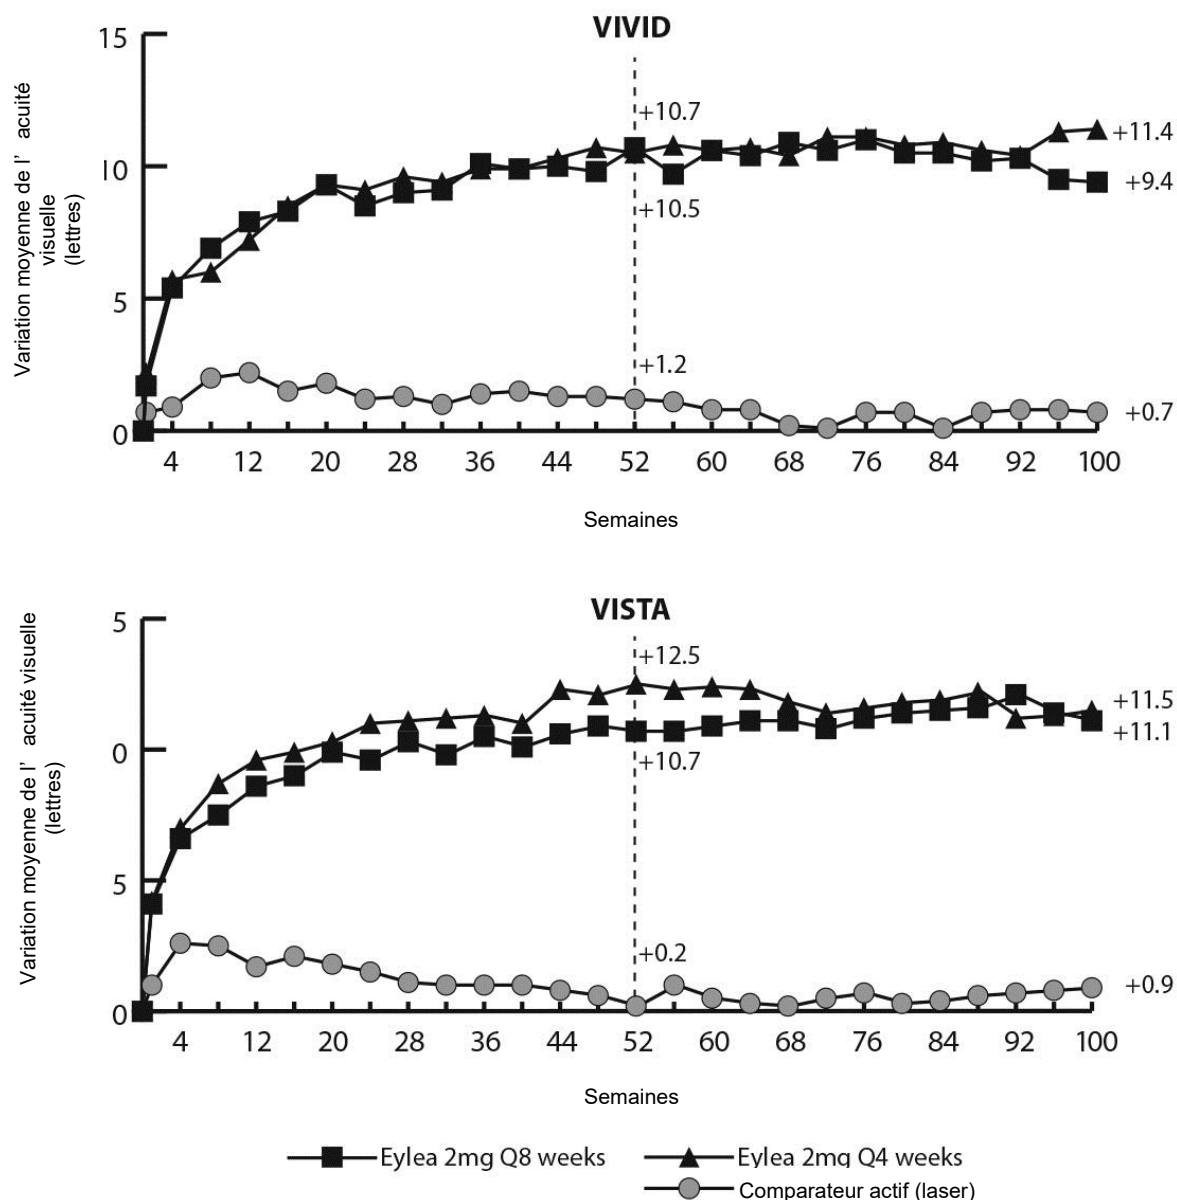 VIVID
15
10
5
0
Variation moyenne de l’ acuité
visuelle
(lettres)
+10.7
+10.5
+1.2
+11.4
+9.4
+0.7
4 12 20 28 36 44 52 60 68 76 84 92 100
Semaines
VISTA
5
0
5
0
Variation moyenne de l’ acuité visuelle
(lettres)
+12.5
+10.7
+0.2
+11.5
+11.1
+0.9
4 12 20 28 36 44 52 60 68 76 84 92 100
Semaines
Eylea 2mg Q8 weeks Eylea 2mg Q4 weeks
Comparateur actif (laser)